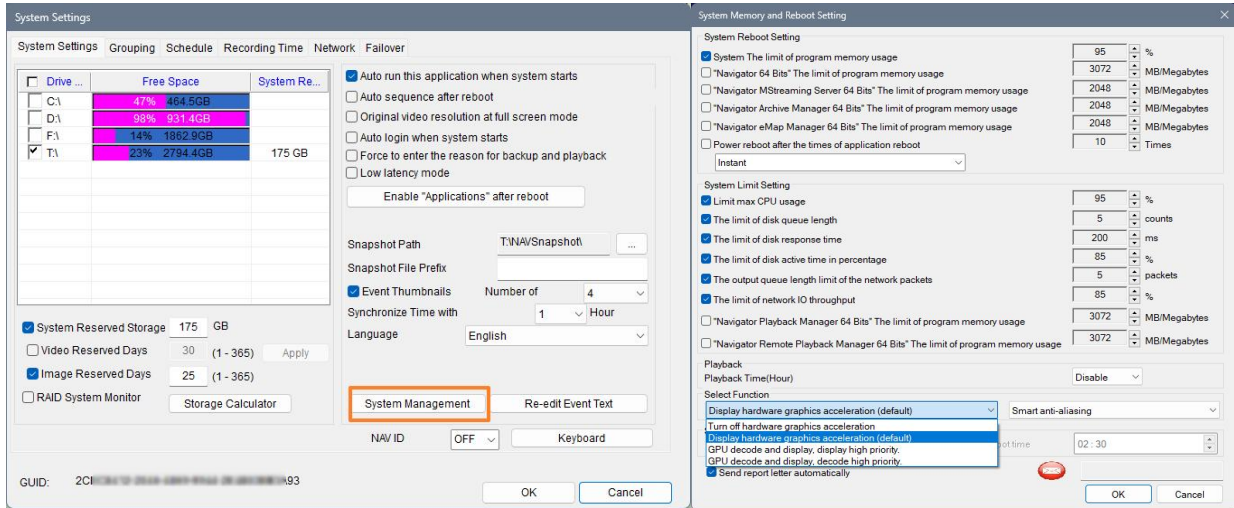 System Settings
System Settings Grouping Schedule Recording Time Network Failover
Drive ... Free Space System Re...
C:\ 47% 464.5GB
D:\ 98% 931.4GB
F:\ 14% 1862.9GB
T:\ 23% 2794.4GB 175 GB
System Reserved Storage 175 GB
Video Reserved Days 30 (1 - 365) Apply
Image Reserved Days 25 (1 - 365)
RAID System Monitor Storage Calculator
Auto run this application when system starts
Auto sequence after reboot
Original video resolution at full screen mode
Auto login when system starts
Force to enter the reason for backup and playback
Low latency mode
Enable "Applications" after reboot
Snapshot Path T:\NAVSnapshot\ ...
Snapshot File Prefix
Event Thumbnails Number of 4
Synchronize Time with 1 Hour
Language English
System Management Re-edit Event Text
NAV ID OFF Keyboard
GUID:
OK Cancel
System Memory and Reboot Setting
System Reboot Setting
System The limit of program memory usage 95 %
"Navigator 64 Bits" The limit of program memory usage 3072 MB/Megabytes
"Navigator MStreaming Server 64 Bits" The limit of program memory usage 2048 MB/Megabytes
"Navigator Archive Manager 64 Bits" The limit of program memory usage 2048 MB/Megabytes
"Navigator eMap Manager 64 Bits" The limit of program memory usage 2048 MB/Megabytes
Power reboot after the times of application reboot 10 Times
Instant
System Limit Setting
Limit max CPU usage 95 %
The limit of disk queue length 5 counts
The limit of disk response time 200 ms
The limit of disk active time in percentage 85 %
The output queue length limit of the network packets 5 packets
The limit of network IO throughput 85 %
"Navigator Playback Manager 64 Bits" The limit of program memory usage 3072 MB/Megabytes
"Navigator Remote Playback Manager 64 Bits" The limit of program memory usage 3072 MB/Megabytes
Playback
Playback Time(Hour) Disable
Select Function
Display hardware graphics acceleration (default) Smart anti-aliasing
Turn off hardware graphics acceleration
Display hardware graphics acceleration (default)
time 02 : 30
GPU decode and display, display high priority.
GPU decode and display, decode high priority.
Send report letter automatically
OK Cancel